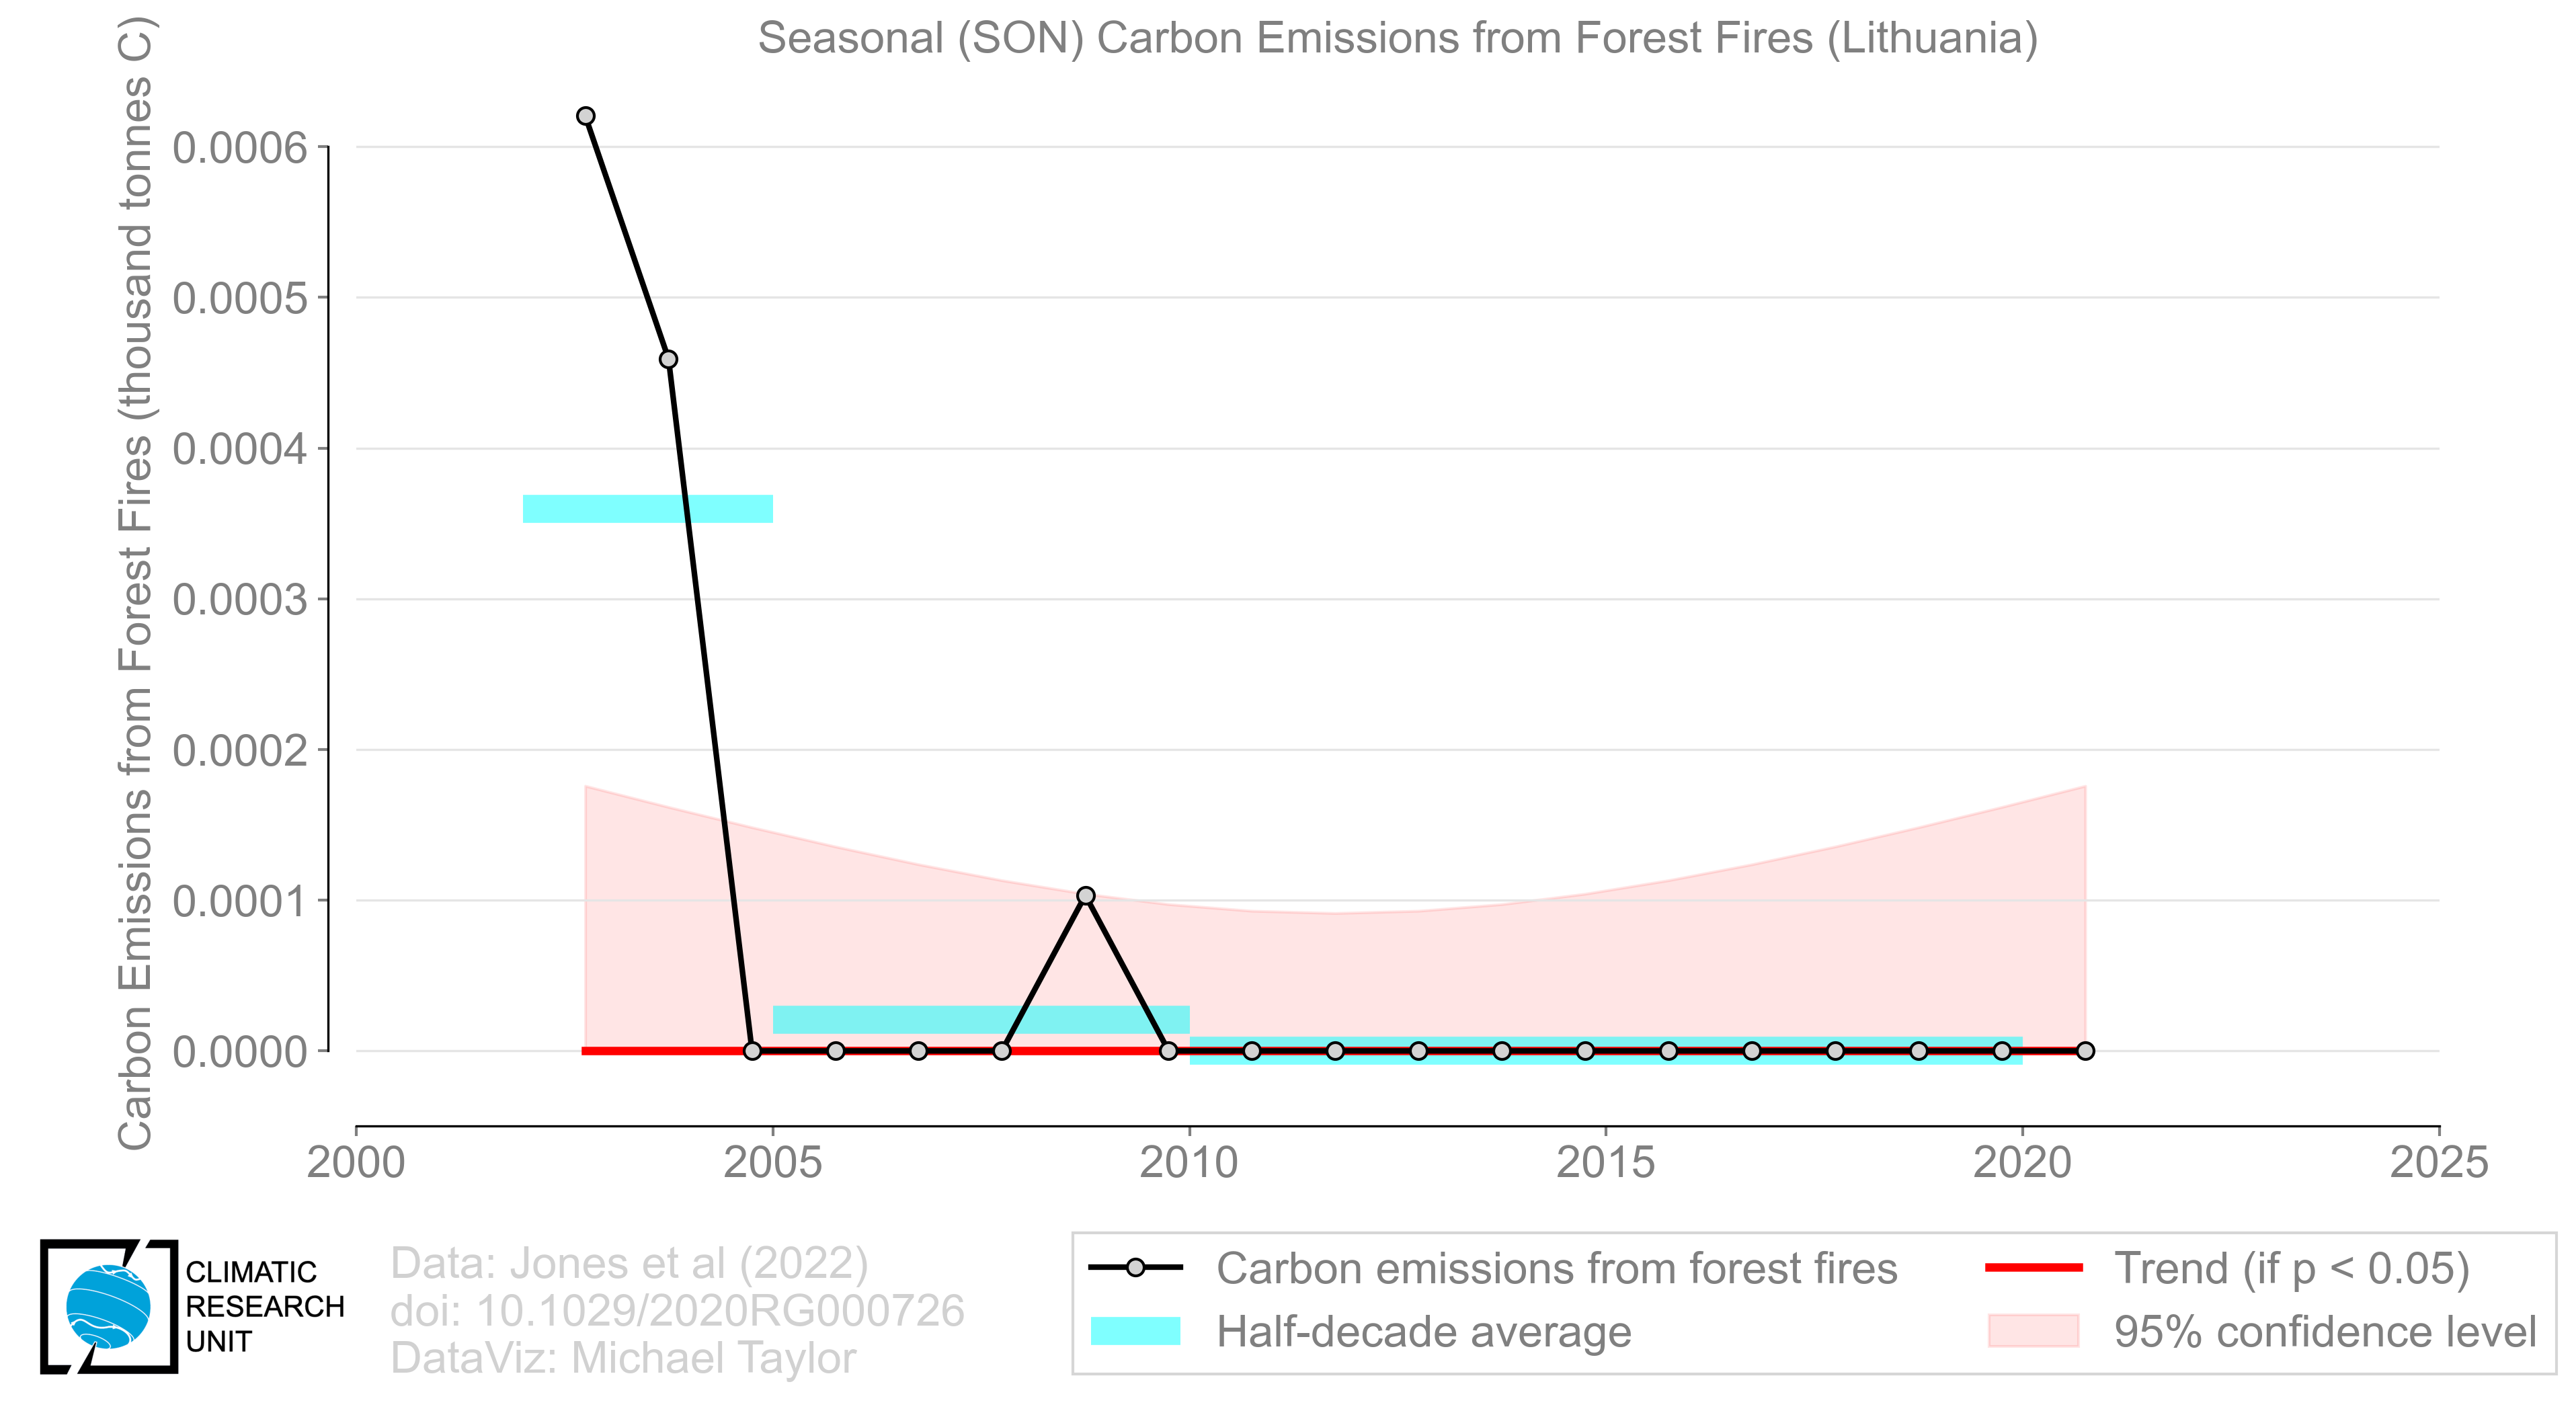 Seasonal (SON) Carbon Emissions from Forest Fires (Lithuania)
Carbon Emissions from Forest Fires (thousand tonnes C)
0.0006
0.0005
0.0004
0.0003
0.0002
0.0001
0.0000
2000
2005
2010
2015
2020
2025
CLIMATIC
RESEARCH
UNIT
Data: Jones et al (2022)
doi: 10.1029/2020RG000726
DataViz: Michael Taylor
Carbon emissions from forest fires
Half-decade average
Trend (if p < 0.05)
95% confidence level